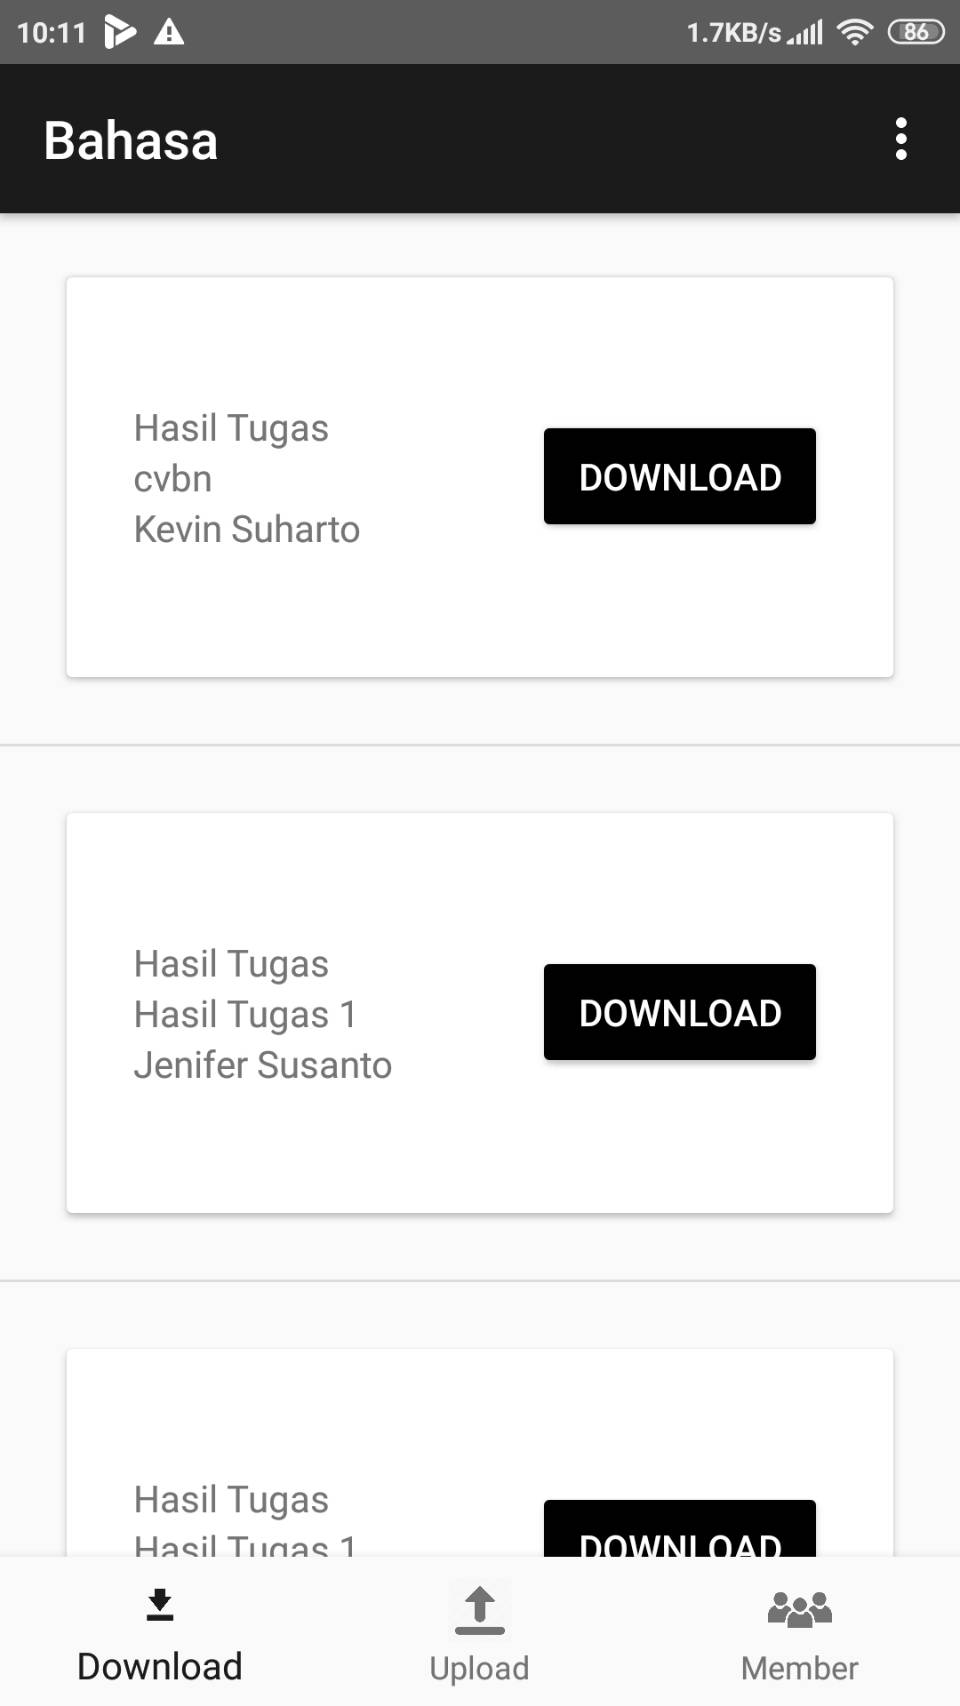 10:11 1.7KB/s 86
Bahasa
Hasil Tugas
cvbn
Kevin Suharto
DOWNLOAD
Hasil Tugas
Hasil Tugas 1
Jenifer Susanto
DOWNLOAD
Hasil Tugas
Hasil Tugas 1
DOWNLOAD
Download
Upload
Member